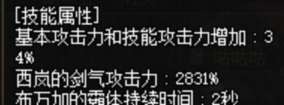 [技能属性]
基本攻击力和技能攻击力增加：3
4%
西岚的剑气攻击力：2831%
布万加的霸体持续时间：2秒